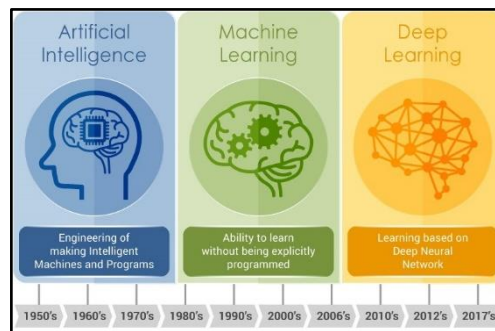 Artificial
Intelligence
Machine
Learning
Deep
Learning
Engineering of
making Intelligent
Machines and Programs
Ability to learn
without being explicitly
programmed
Learning based on
Deep Neural
Network
1950's 1960's 1970's 1980's 1990's 2000's 2006's 2010's 2012's 2017's